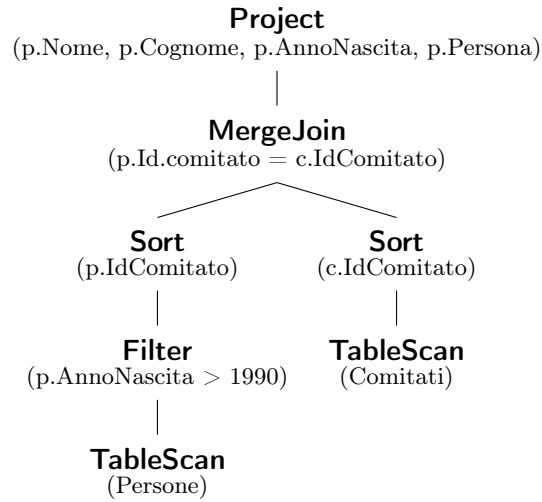 Project
(p.Nome, p.Cognome, p.AnnoNascita, p.Persona)
MergeJoin
(p.Id.comitato = c.IdComitato)
Sort
(p.IdComitato)
Sort
(c.IdComitato)
Filter
(p.AnnoNascita > 1990)
TableScan
(Comitati)
TableScan
(Persone)